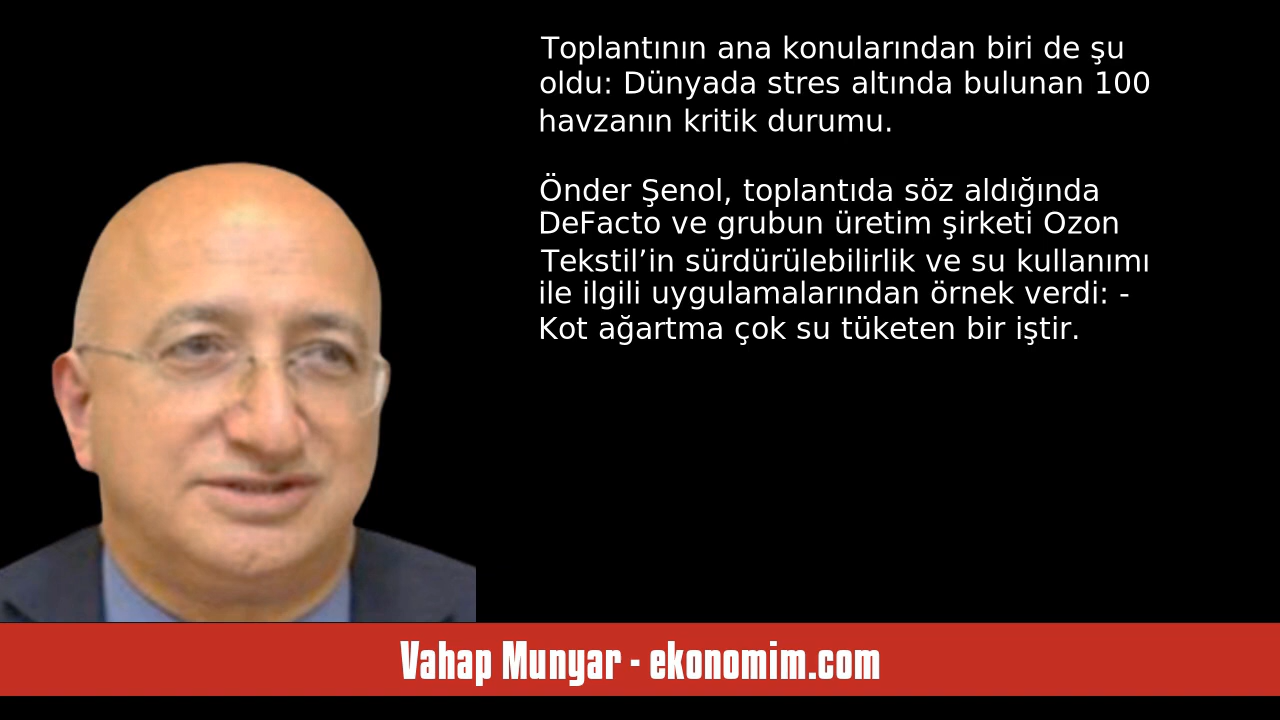 Toplantının ana konularından biri de şu
oldu: Dünyada stres altında bulunan 100
havzanın kritik durumu.
Önder Şenol, toplantıda söz aldığında
DeFacto ve grubun üretim şirketi Ozon
Tekstil’in sürdürülebilirlik ve su kullanımı
ile ilgili uygulamalarından örnek verdi: -
Kot ağartma çok su tüketen bir iştir.
Vahap Munyar - ekonomim.com